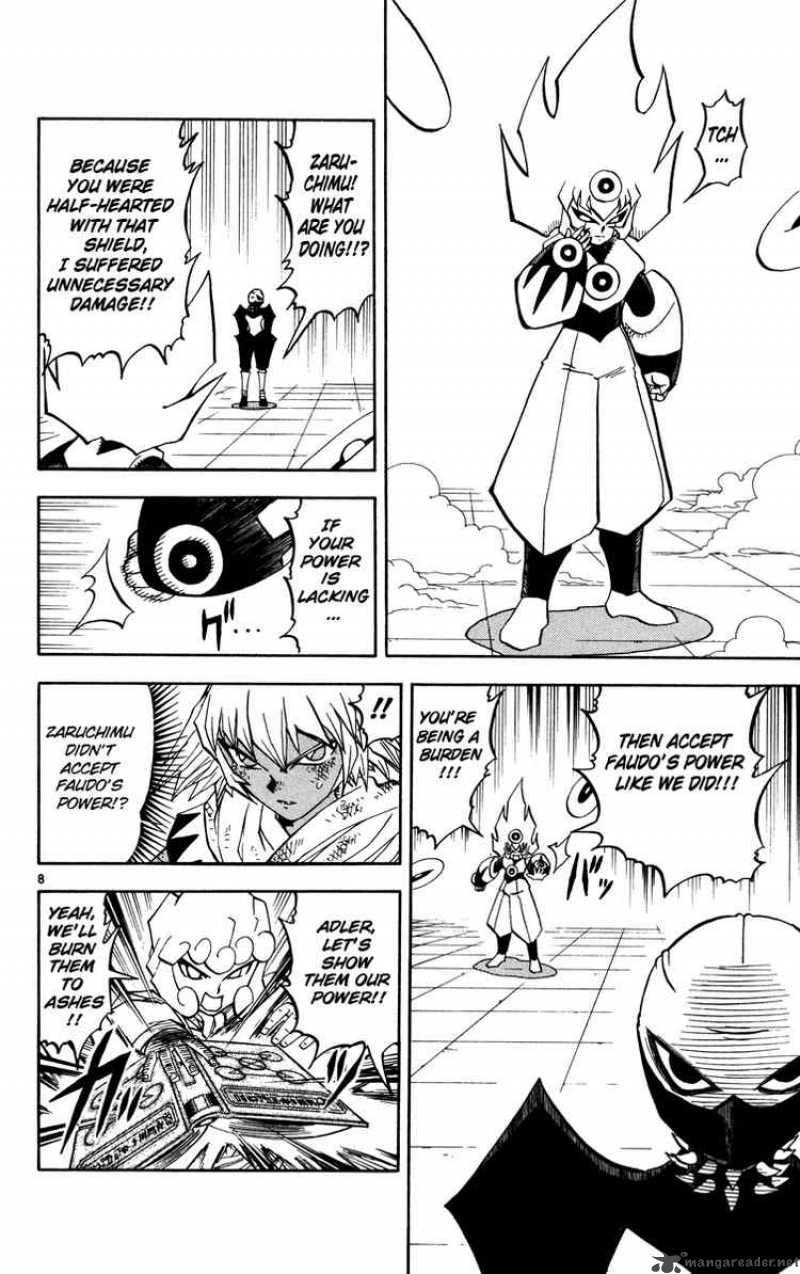 TCH
...
ZARU-
CHIMU!
WHAT
ARE YOU
DOING!!?
BECAUSE
YOU WERE
HALF-HEARTED
WITH THAT
SHIELD,
I SUFFERED
UNNECESSARY
DAMAGE!!
IF
YOUR
POWER
IS
LACKING
...
グ...
THEN ACCEPT
FAUDO'S POWER
LIKE WE DID!!!
YOU'RE
BEING A
BURDEN
!!!
バッ
!!
ZARUCHIMU
DIDN'T
ACCEPT
FAUDO'S
POWER!?
8
ADLER,
LET'S
SHOW
THEM OUR
POWER!!
YEAH,
WE'LL
BURN
THEM
TO
ASHES
!!
カッ
mangareader.net